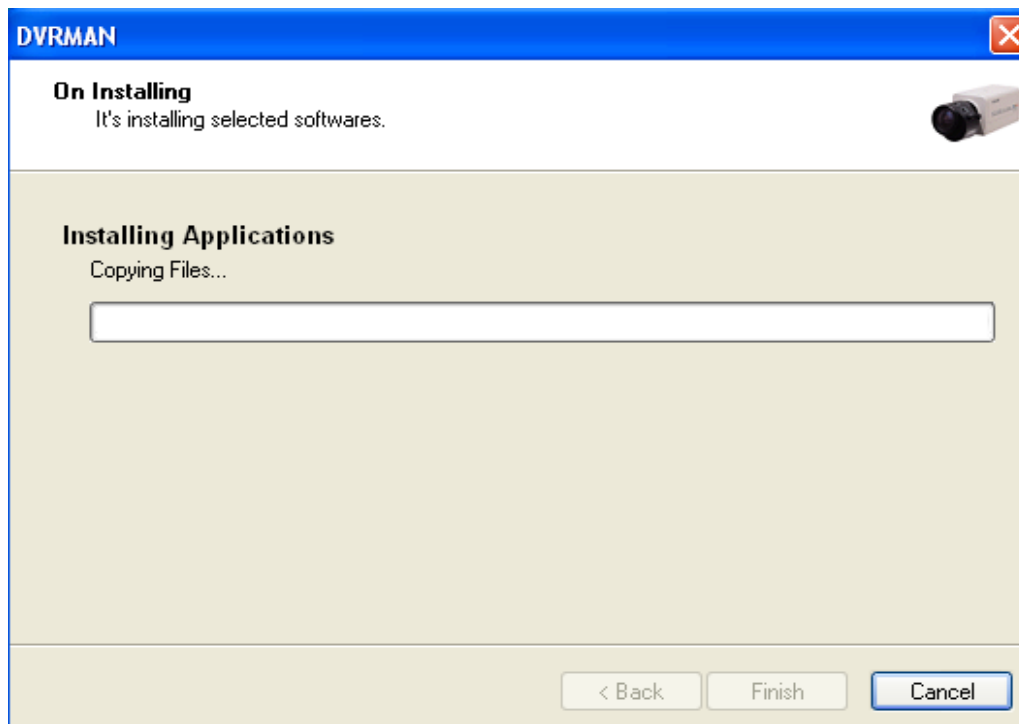 DVRMAN
On Installing
It's installing selected softwares.
Installing Applications
Copying Files...
< Back Finish Cancel